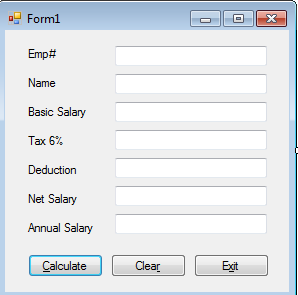 Form1
Emp#
Name
Basic Salary
Tax 6%
Deduction
Net Salary
Annual Salary
Calculate Clear Exit